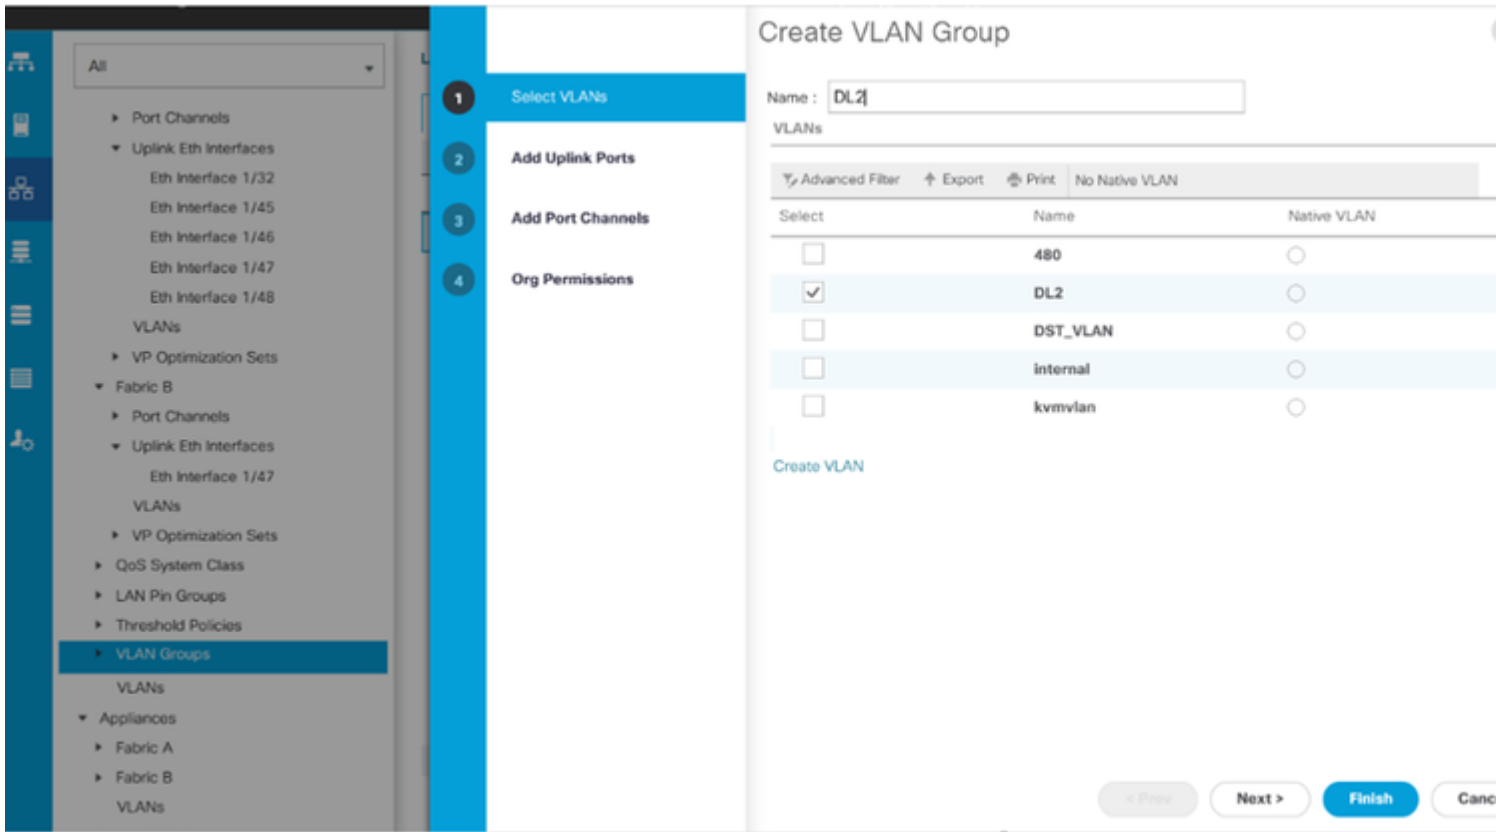 All
Port Channels
Uplink Eth Interfaces
Eth Interface 1/32
Eth Interface 1/45
Eth Interface 1/46
Eth Interface 1/47
Eth Interface 1/48
VLANs
VP Optimization Sets
Fabric B
Port Channels
Uplink Eth Interfaces
Eth Interface 1/47
VLANs
VP Optimization Sets
QoS System Class
LAN Pin Groups
Threshold Policies
VLAN Groups
VLANs
Appliances
Fabric A
Fabric B
VLANs
1 Select VLANs
2 Add Uplink Ports
3 Add Port Channels
4 Org Permissions
Create VLAN Group
Name : DL2
VLANs
Advanced Filter Export Print No Native VLAN
Select Name Native VLAN
480
DL2
DST_VLAN
internal
kvmvlan
Create VLAN
< Prev Next > Finish Canc